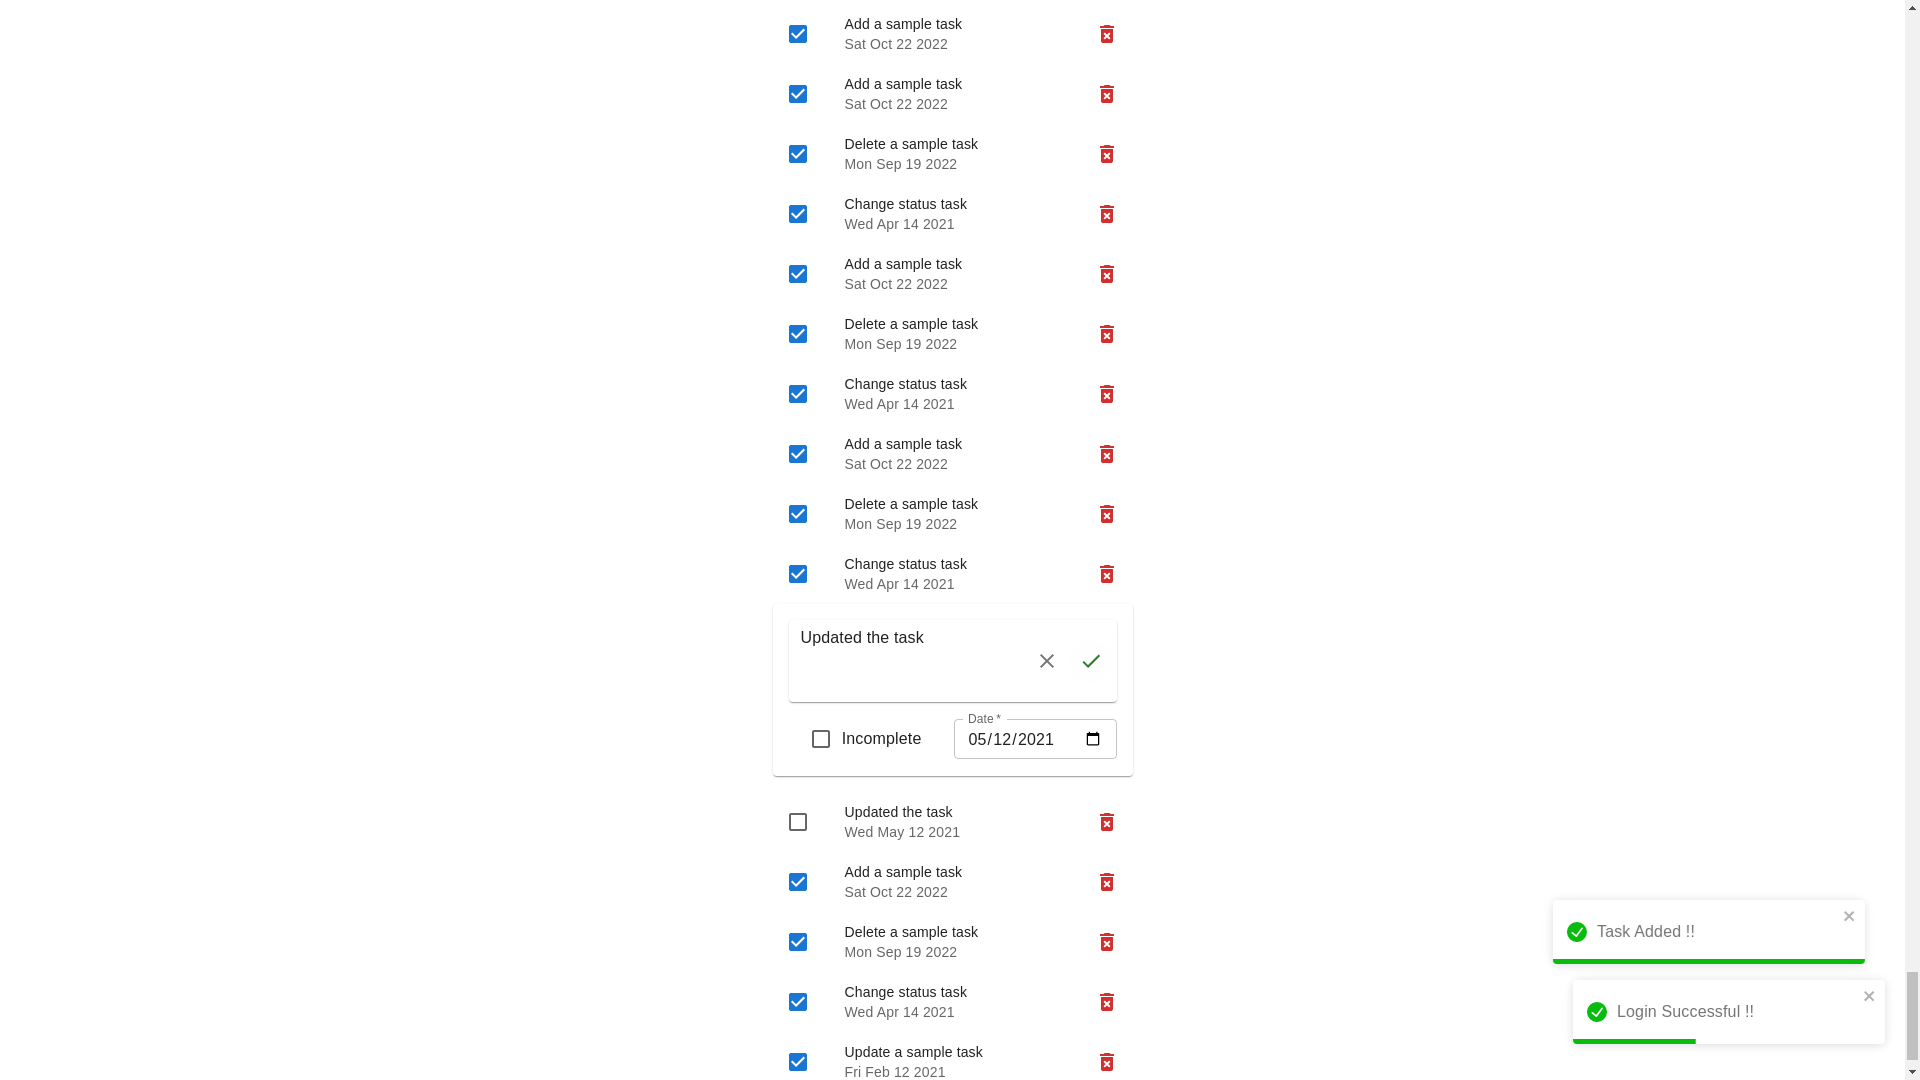 Add a sample task
Sat Oct 22 2022
Add a sample task
Sat Oct 22 2022
Delete a sample task
Mon Sep 19 2022
Change status task
Wed Apr 14 2021
Add a sample task
Sat Oct 22 2022
Delete a sample task
Mon Sep 19 2022
Change status task
Wed Apr 14 2021
Add a sample task
Sat Oct 22 2022
Delete a sample task
Mon Sep 19 2022
Change status task
Wed Apr 14 2021
Updated the task
Date *
Incomplete 05/12/2021
Updated the task
Wed May 12 2021
Add a sample task
Sat Oct 22 2022
Delete a sample task
Mon Sep 19 2022
Change status task
Wed Apr 14 2021
Update a sample task
Fri Feb 12 2021
Task Added !!
Login Successful !!